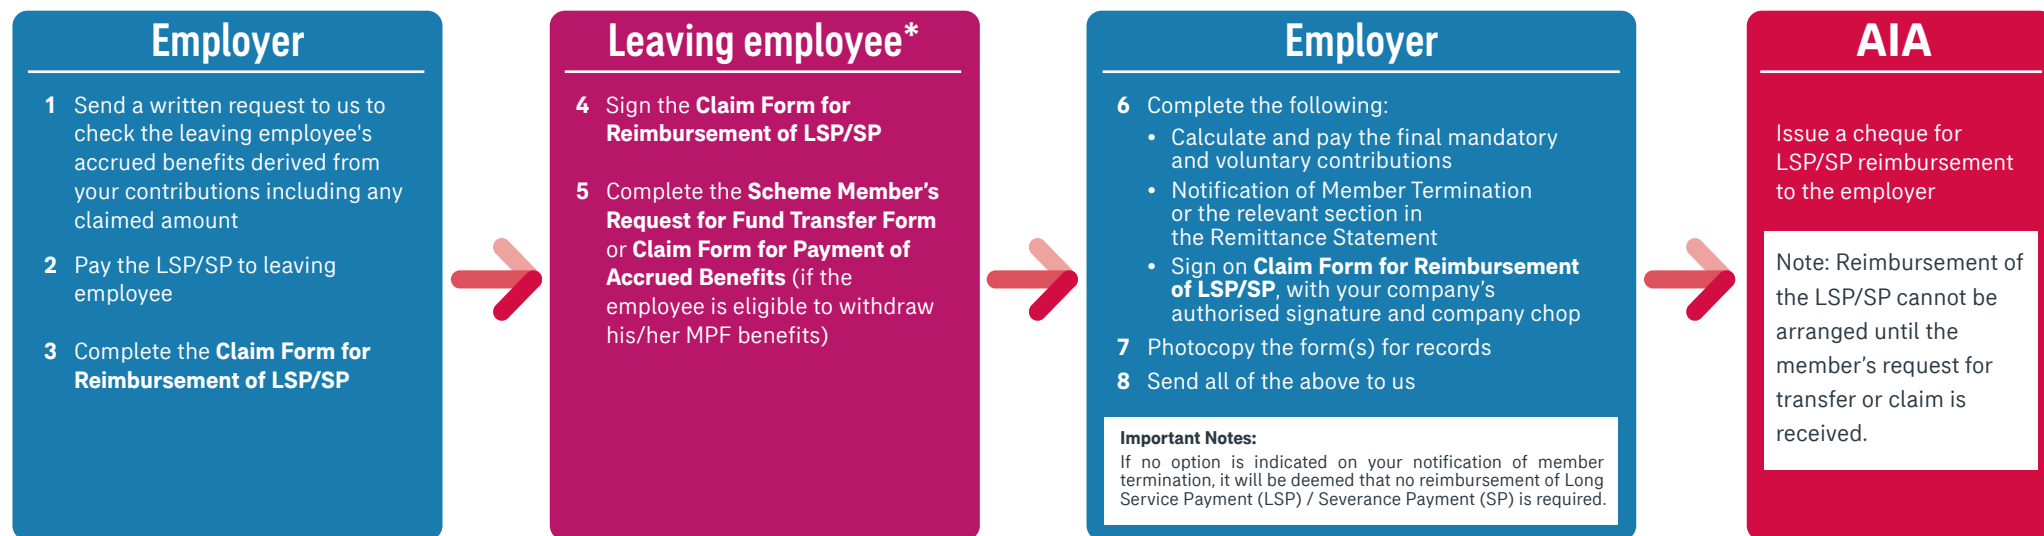 Employer
1 Send a written request to us to
check the leaving employee's
accrued benefits derived from
your contributions including any
claimed amount
2 Pay the LSP/SP to leaving
employee
3 Complete the Claim Form for
Reimbursement of LSP/SP
Leaving employee*
4 Sign the Claim Form for
Reimbursement of LSP/SP
5 Complete the Scheme Member’s
Request for Fund Transfer Form
or Claim Form for Payment of
Accrued Benefits (if the
employee is eligible to withdraw
his/her MPF benefits)
Employer
6 Complete the following:
• Calculate and pay the final mandatory
and voluntary contributions
• Notification of Member Termination
or the relevant section in
the Remittance Statement
• Sign on Claim Form for Reimbursement
of LSP/SP, with your company’s
authorised signature and company chop
7 Photocopy the form(s) for records
8 Send all of the above to us
Important Notes:
If no option is indicated on your notification of member
termination, it will be deemed that no reimbursement of Long
Service Payment (LSP) / Severance Payment (SP) is required.
AIA
Issue a cheque for
LSP/SP reimbursement
to the employer
Note: Reimbursement of
the LSP/SP cannot be
arranged until the
member’s request for
transfer or claim is
received.